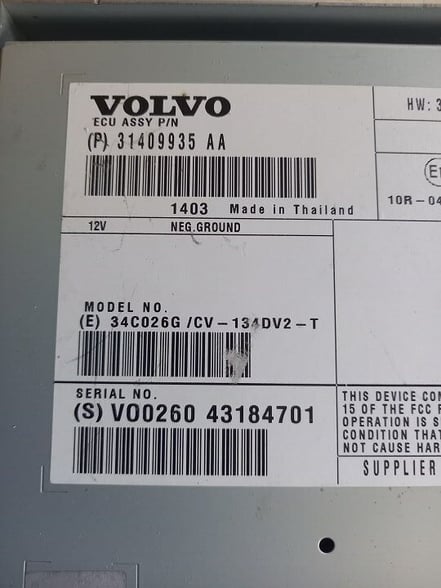 VOLVO
ECU ASSY P/N
(P) 31409935 AA
HW: 3
10R-04
1403 Made in Thailand
12V NEG.GROUND
MODEL NO.
(E) 34C026G /CV-134DV2-T
SERIAL NO.
(S) V00260 43184701
THIS DEVICE COM
15 OF THE FCC R
OPERATION IS S
CONDITION THAT
NOT CAUSE HAR
SUPPLIER